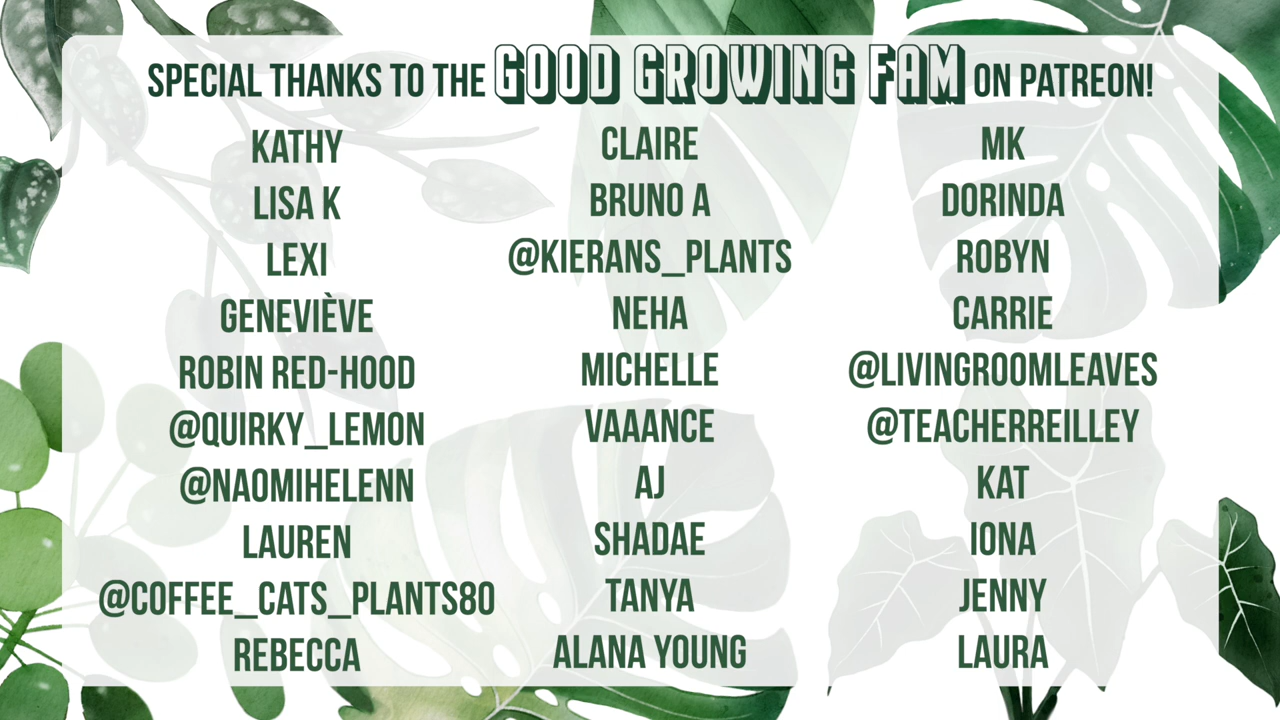 SPECIAL THANKS TO THE GOOD GROWING FAM ON PATREON!
KATHY
LISA K
LEXI
GENEVIÈVE
ROBIN RED-HOOD
@QUIRKY_LEMON
@NAOMIHELENN
LAUREN
@COFFEE_CATS_PLANTS80
REBECCA
CLAIRE
BRUNO A
@KIERANS_PLANTS
NEHA
MICHELLE
VAAANCE
AJ
SHADAE
TANYA
ALANA YOUNG
MK
DORINDA
ROBYN
CARRIE
@LIVINGROOMLEAVES
@TEACHERREILLEY
KAT
IONA
JENNY
LAURA